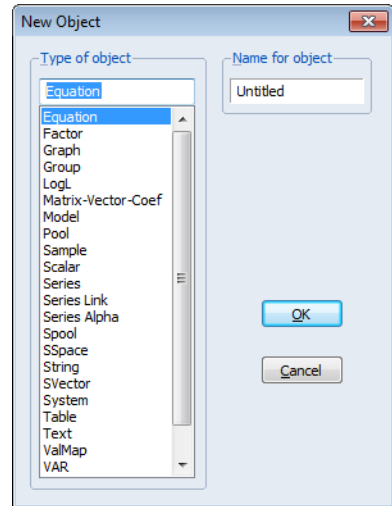 New Object
Type of object
Equation
Equation
Factor
Graph
Group
LogL
Matrix-Vector-Coef
Model
Pool
Sample
Scalar
Series
Series Link
Series Alpha
Spool
SSpace
String
SVector
System
Table
Text
ValMap
VAR
Name for object
Untitled
OK
Cancel